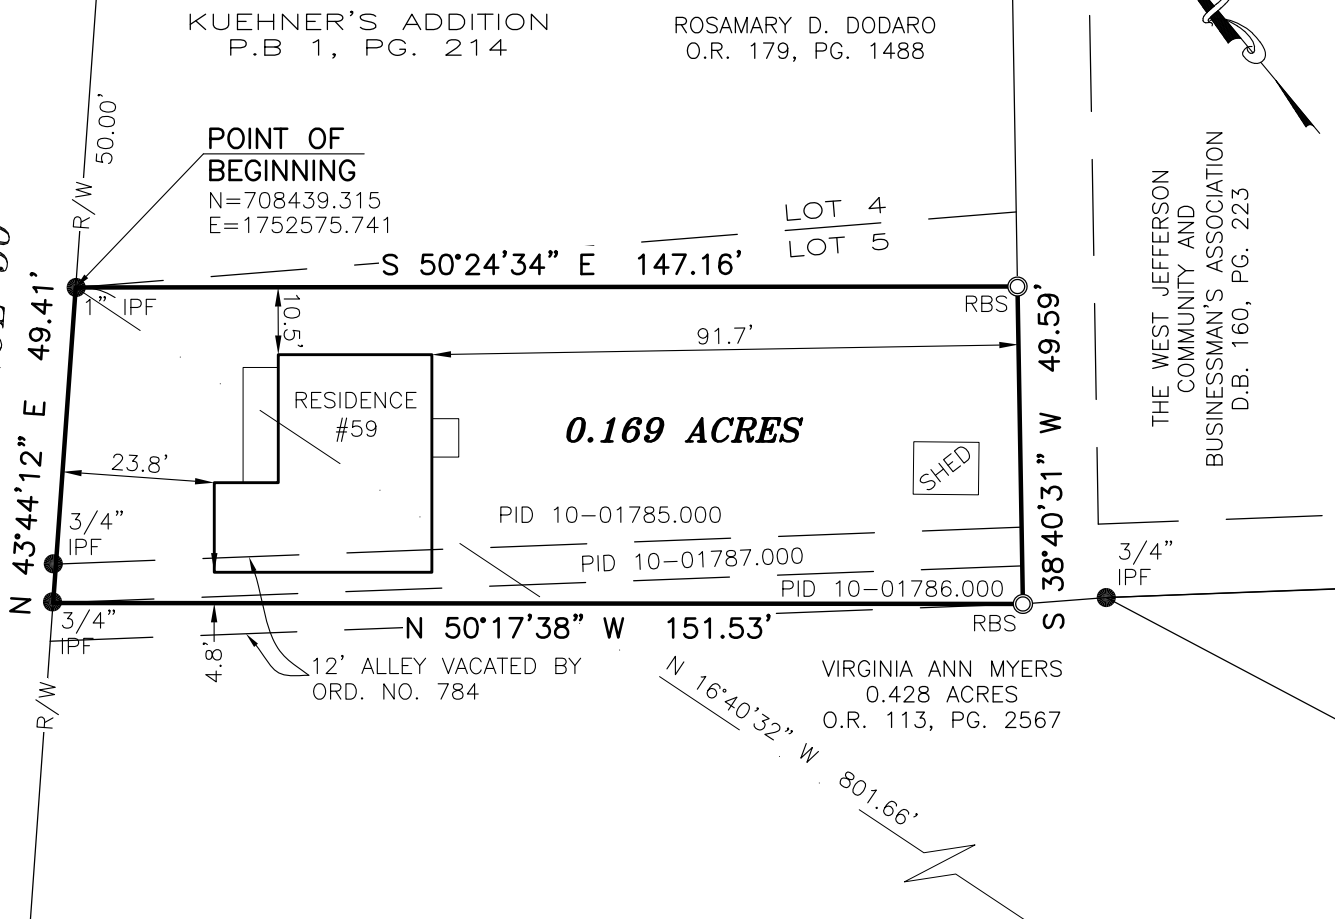 KUEHNER'S ADDITION
P.B 1, PG. 214
ROSAMARY D. DODARO
O.R. 179, PG. 1488
R/W 50.00'
POINT OF
BEGINNING
N=708439.315
E=1752575.741
LOT 4
LOT 5
S 50°24'34" E 147.16'
1" IPF
RBS
N 43°44'12" E 49.41'
10.5'
91.7'
S 38°40'31" W 49.59'
THE WEST JEFFERSON
COMMUNITY AND
BUSINESSMAN'S ASSOCIATION
D.B. 160, PG. 223
RESIDENCE
#59
0.169 ACRES
SHED
23.8'
3/4"
IPF
PID 10-01785.000
PID 10-01787.000
PID 10-01786.000
3/4"
IPF
3/4"
IPF
N 50°17'38" W 151.53'
RBS
4.8'
12' ALLEY VACATED BY
ORD. NO. 784
R/W
VIRGINIA ANN MYERS
0.428 ACRES
O.R. 113, PG. 2567
N 16°40'32" W 801.66'